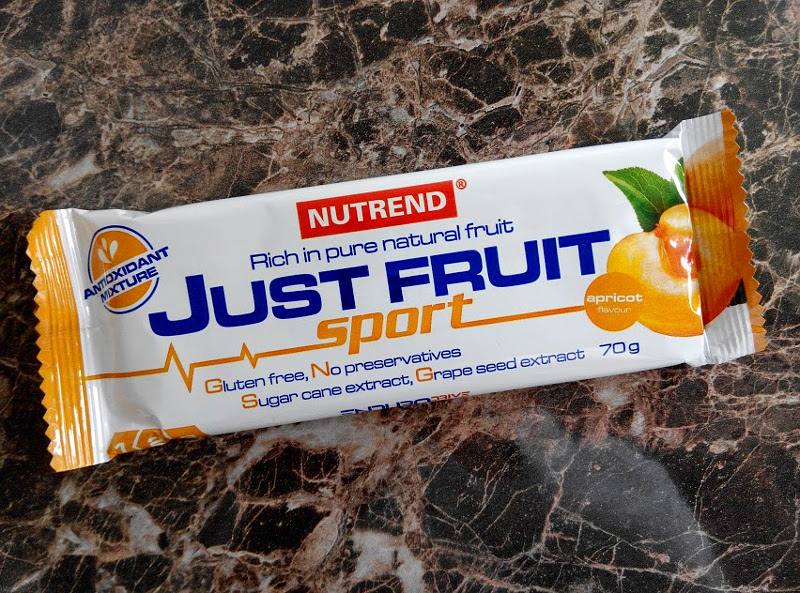 NUTREND®
Rich in pure natural fruit
ANTIOXIDANT
MIXTURE
JUST FRUIT
sport
apricot
flavour
Gluten free, No preservatives
Sugar cane extract, Grape seed extract 70 g